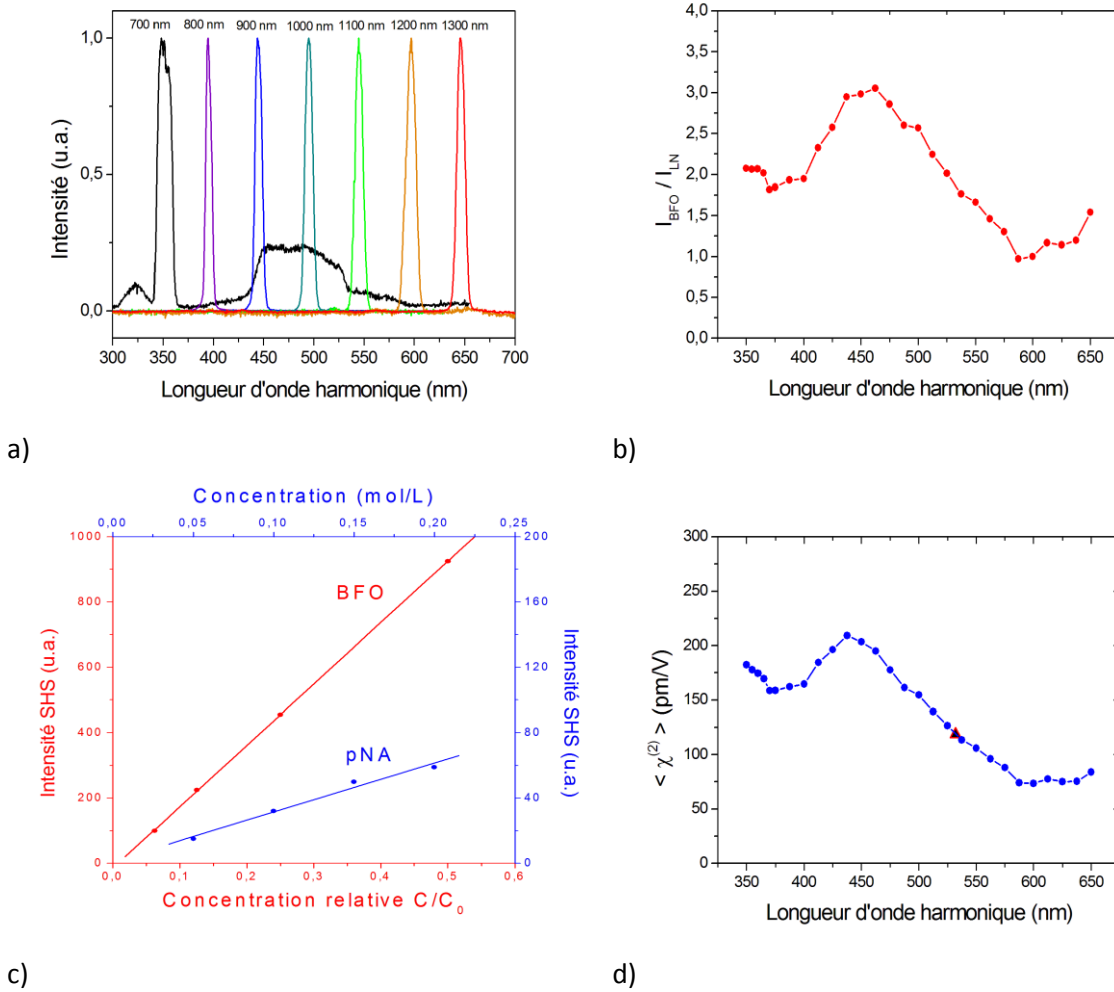 700 nm 800 nm 900 nm 1000 nm 1100 nm 1200 nm 1300 nm
1,0
0,5
0,0
Intensité (u.a.)
300 350 400 450 500 550 600 650 700
Longueur d'onde harmonique (nm)
a)
4,0
3,5
3,0
2,5
2,0
1,5
1,0
0,5
0,0
I_BFO / I_LN
350 400 450 500 550 600 650
Longueur d'onde harmonique (nm)
b)
Concentration (mol/L)
0,00 0,05 0,10 0,15 0,20 0,25
1000
800
600
400
200
0
Intensité SHS (u.a.)
BFO
pNA
200
160
120
80
40
0
Intensité SHS (u.a.)
0,0 0,1 0,2 0,3 0,4 0,5 0,6
Concentration relative C/C₀
c)
300
250
200
150
100
50
0
< χ⁽²⁾ > (pm/V)
350 400 450 500 550 600 650
Longueur d'onde harmonique (nm)
d)